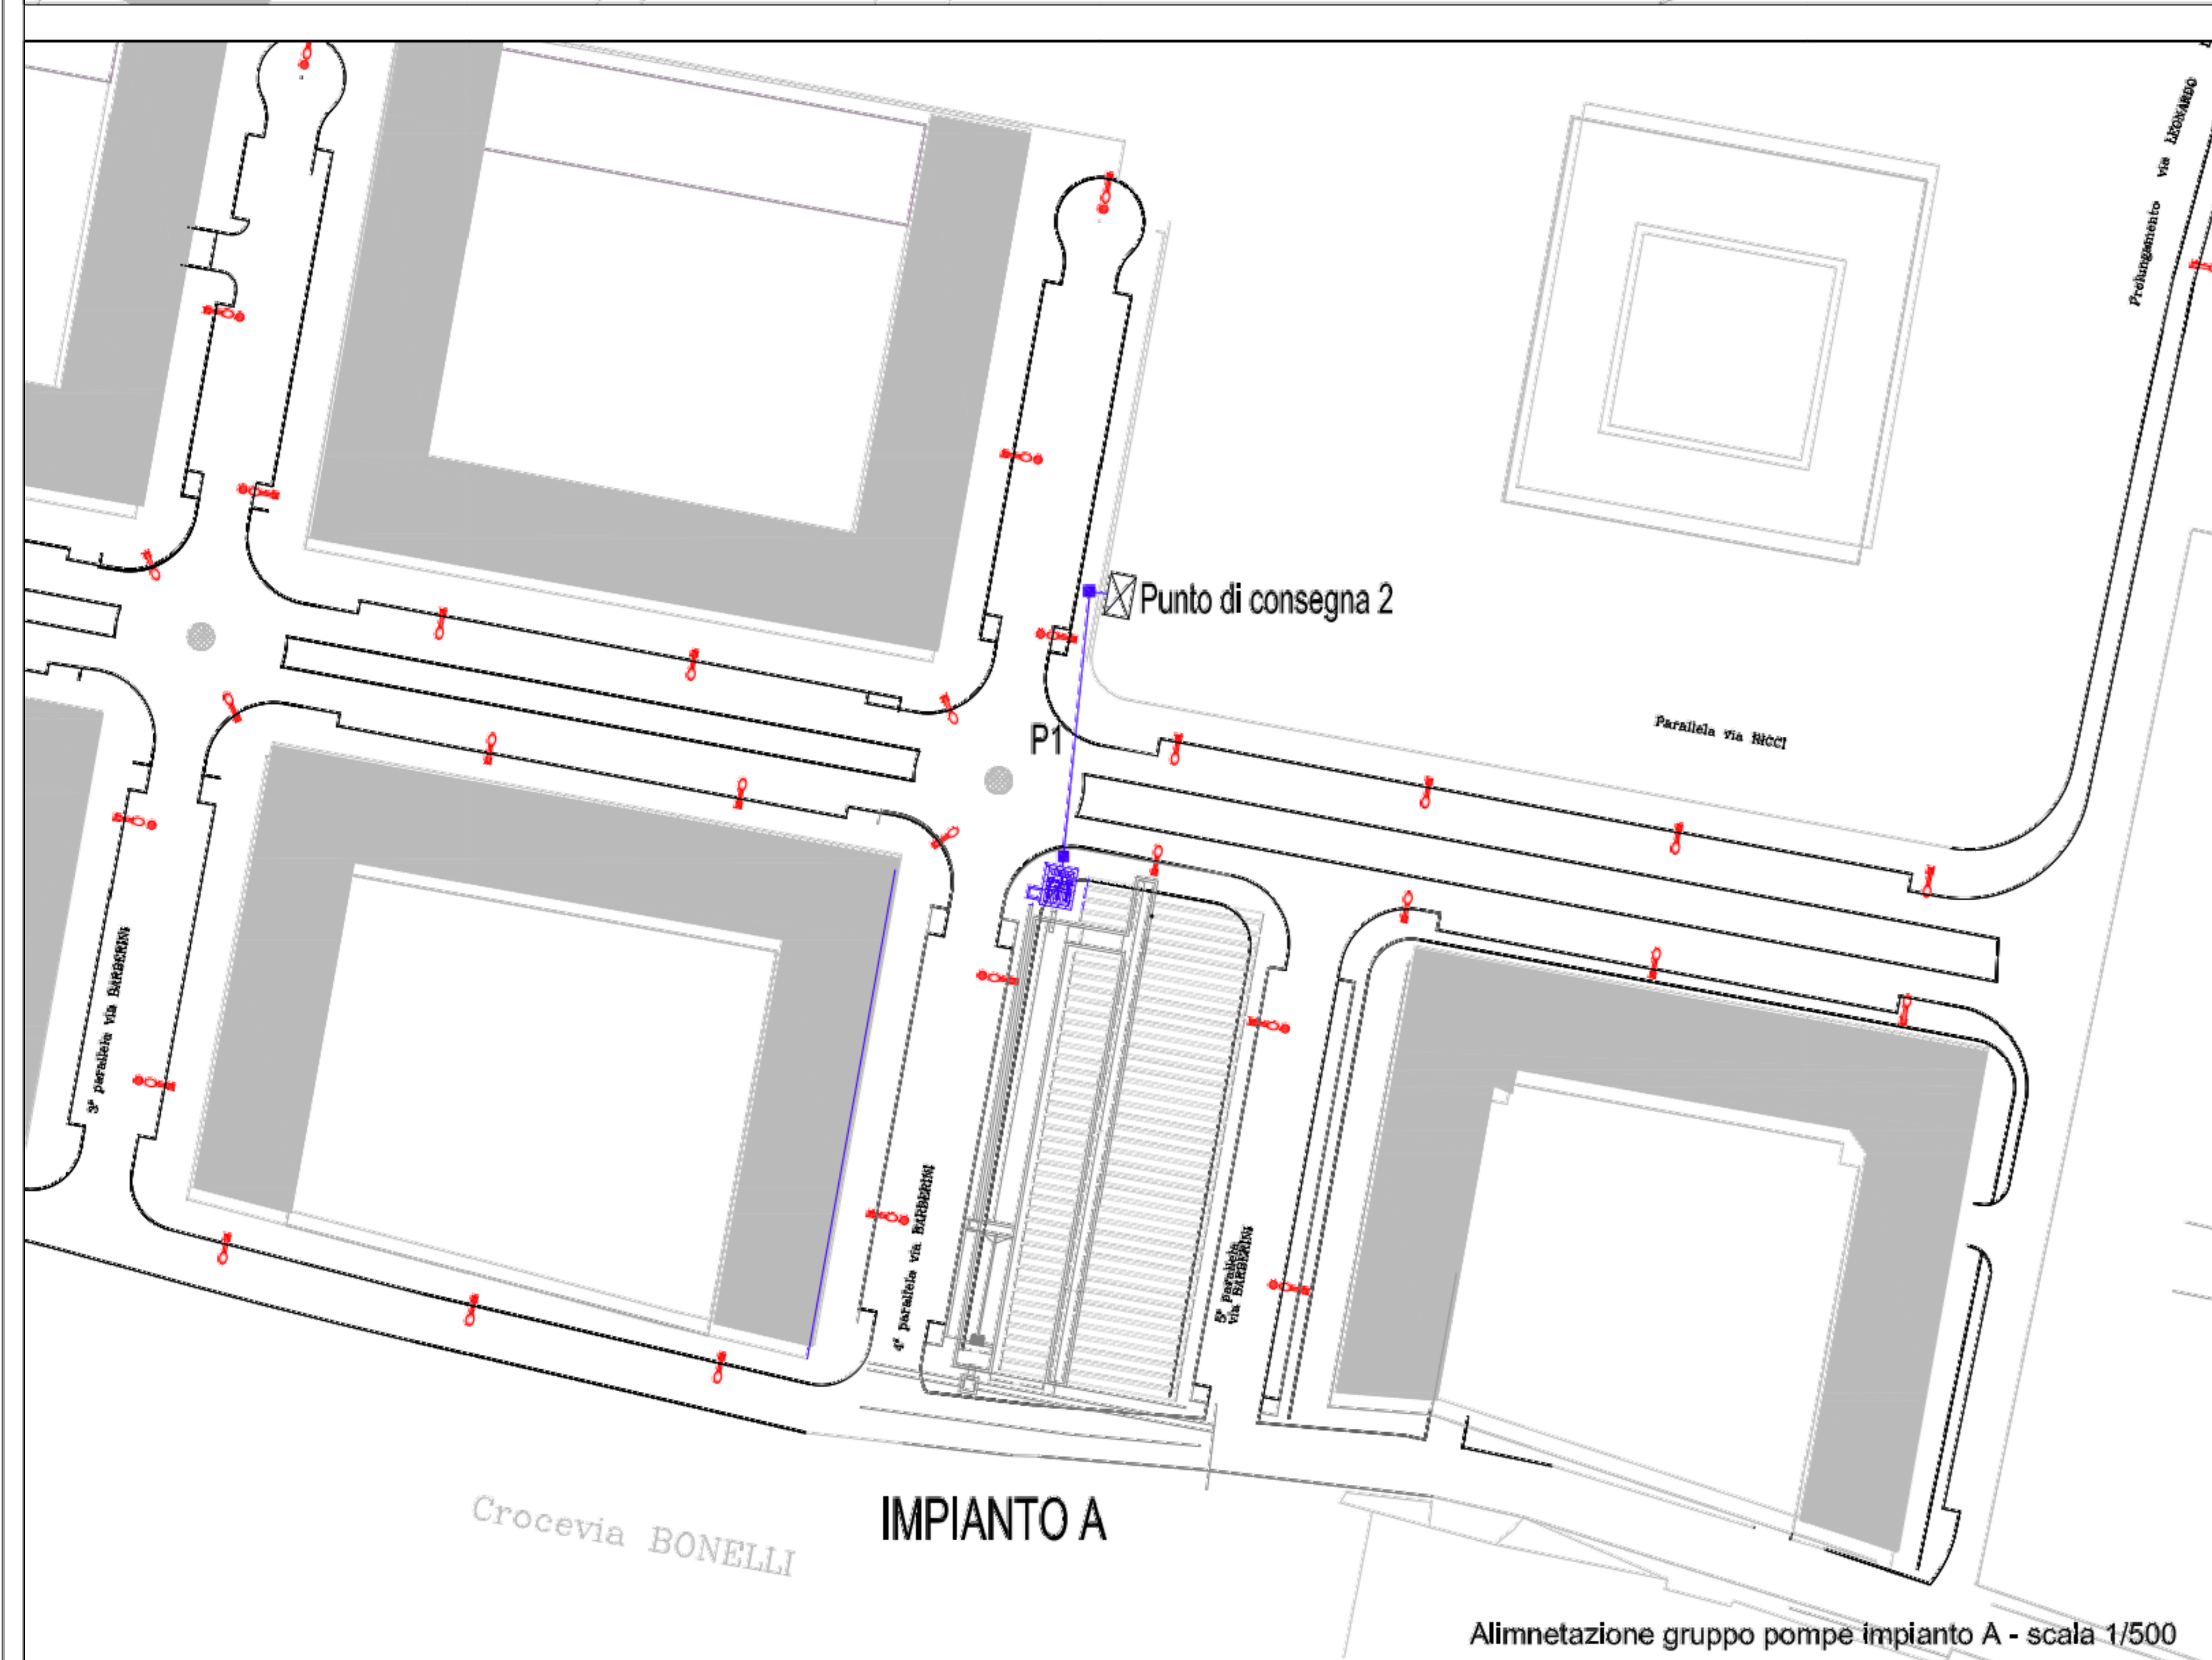 Prolungamento via LEONARDO
Punto di consegna 2
P1
Parallela via RICCI
3ª parallela via BARBERINI
4ª parallela via BARBERINI
5ª parallela
via BARBERINI
IMPIANTO A
Crocevia BONELLI
Alimnetazione gruppo pompe impianto A - scala 1/500